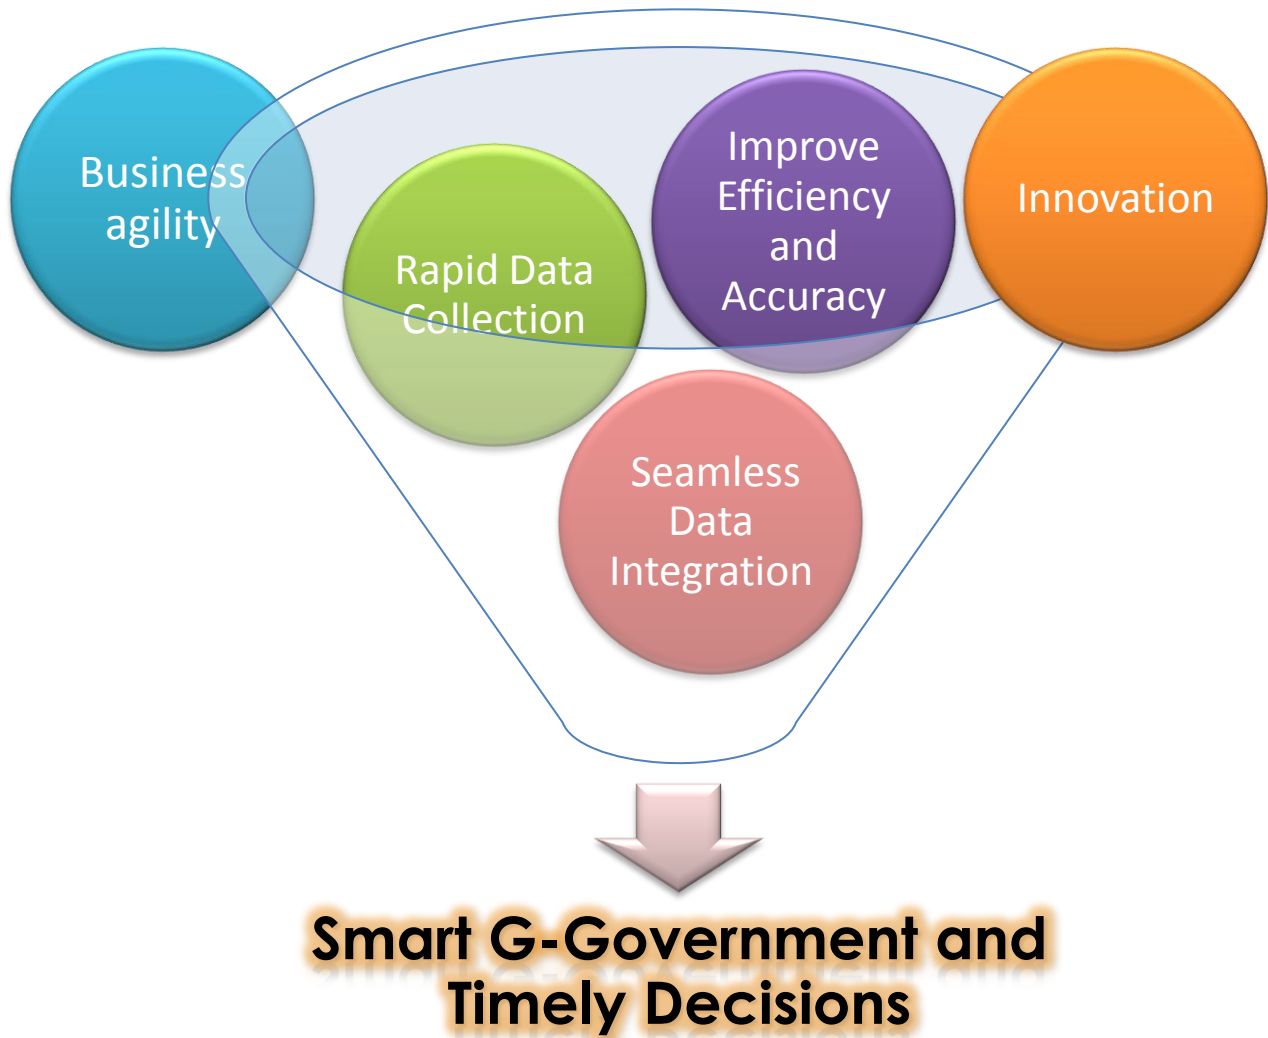 Business
agility
Rapid Data
Collection
Improve
Efficiency
and
Accuracy
Innovation
Seamless
Data
Integration
Smart G-Government and
Timely Decisions